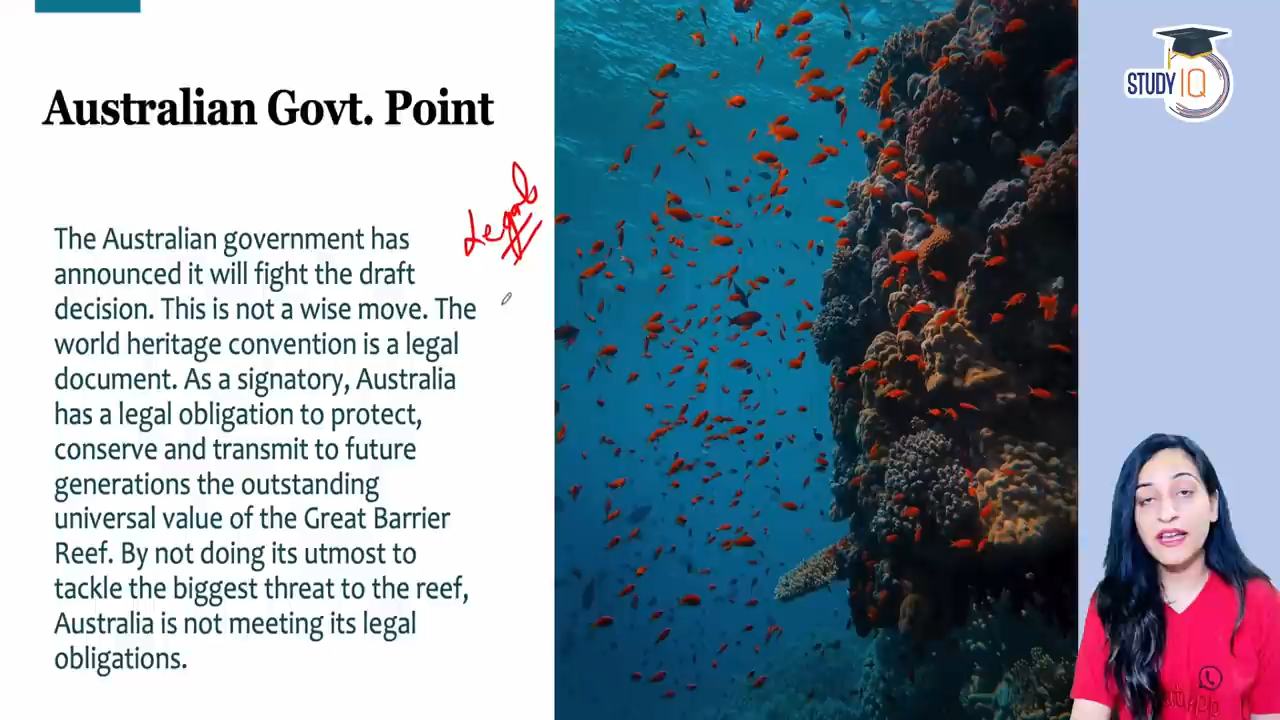 STUDY IQ
Australian Govt. Point
Legal
The Australian government has
announced it will fight the draft
decision. This is not a wise move. The
world heritage convention is a legal
document. As a signatory, Australia
has a legal obligation to protect,
conserve and transmit to future
generations the outstanding
universal value of the Great Barrier
Reef. By not doing its utmost to
tackle the biggest threat to the reef,
Australia is not meeting its legal
obligations.